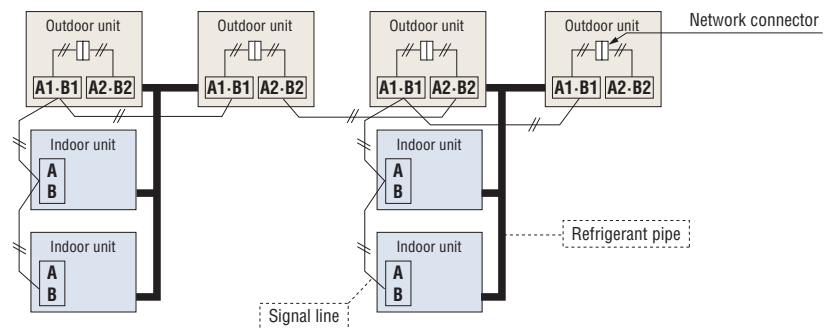 Outdoor unit
Outdoor unit
Outdoor unit
Outdoor unit
Network connector
A1·B1 A2·B2
A1·B1 A2·B2
A1·B1 A2·B2
A1·B1 A2·B2
Indoor unit
A
B
Indoor unit
A
B
Indoor unit
A
B
Indoor unit
A
B
Refrigerant pipe
Signal line